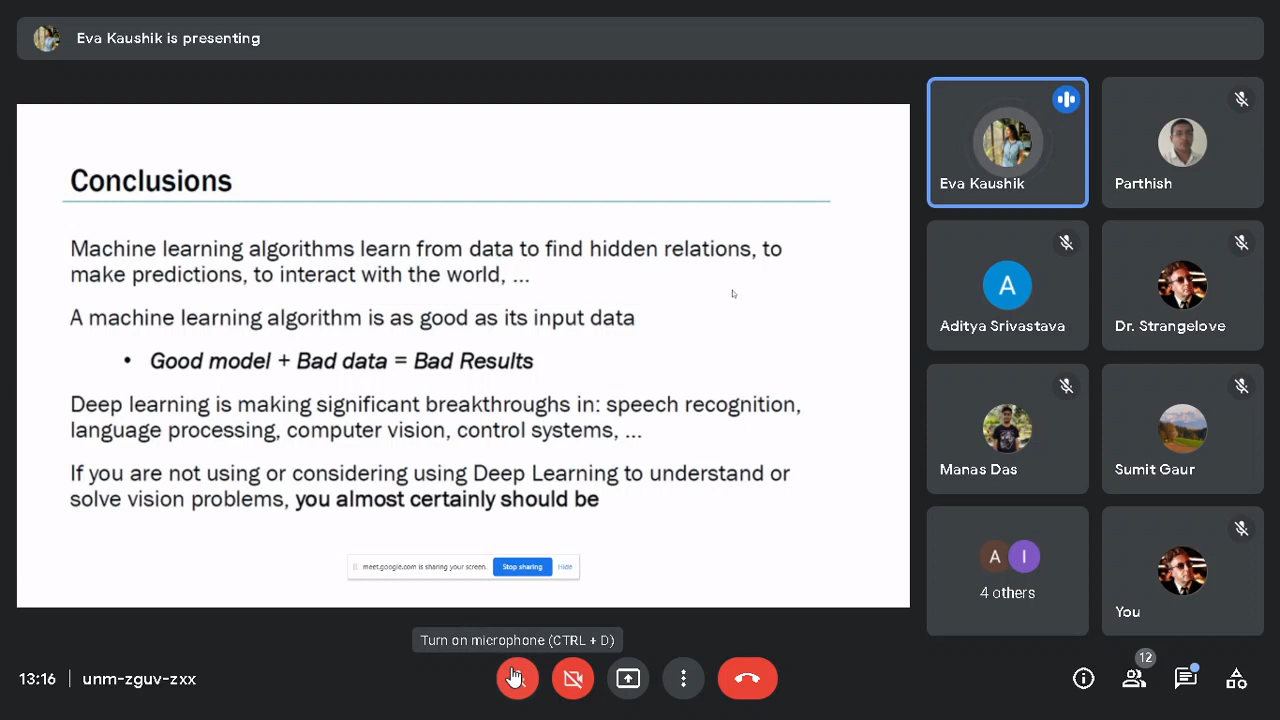 Eva Kaushik is presenting
Conclusions
Machine learning algorithms learn from data to find hidden relations, to
make predictions, to interact with the world, ...
A machine learning algorithm is as good as its input data
• Good model + Bad data = Bad Results
Deep learning is making significant breakthroughs in: speech recognition,
language processing, computer vision, control systems, ...
If you are not using or considering using Deep Learning to understand or
solve vision problems, you almost certainly should be
meet.google.com is sharing your screen. Stop sharing Hide
Eva Kaushik
Parthish
A
Aditya Srivastava
Dr. Strangelove
Manas Das
Sumit Gaur
A I
4 others
You
Turn on microphone (CTRL + D)
13:16 | unm-zguv-zxx
12